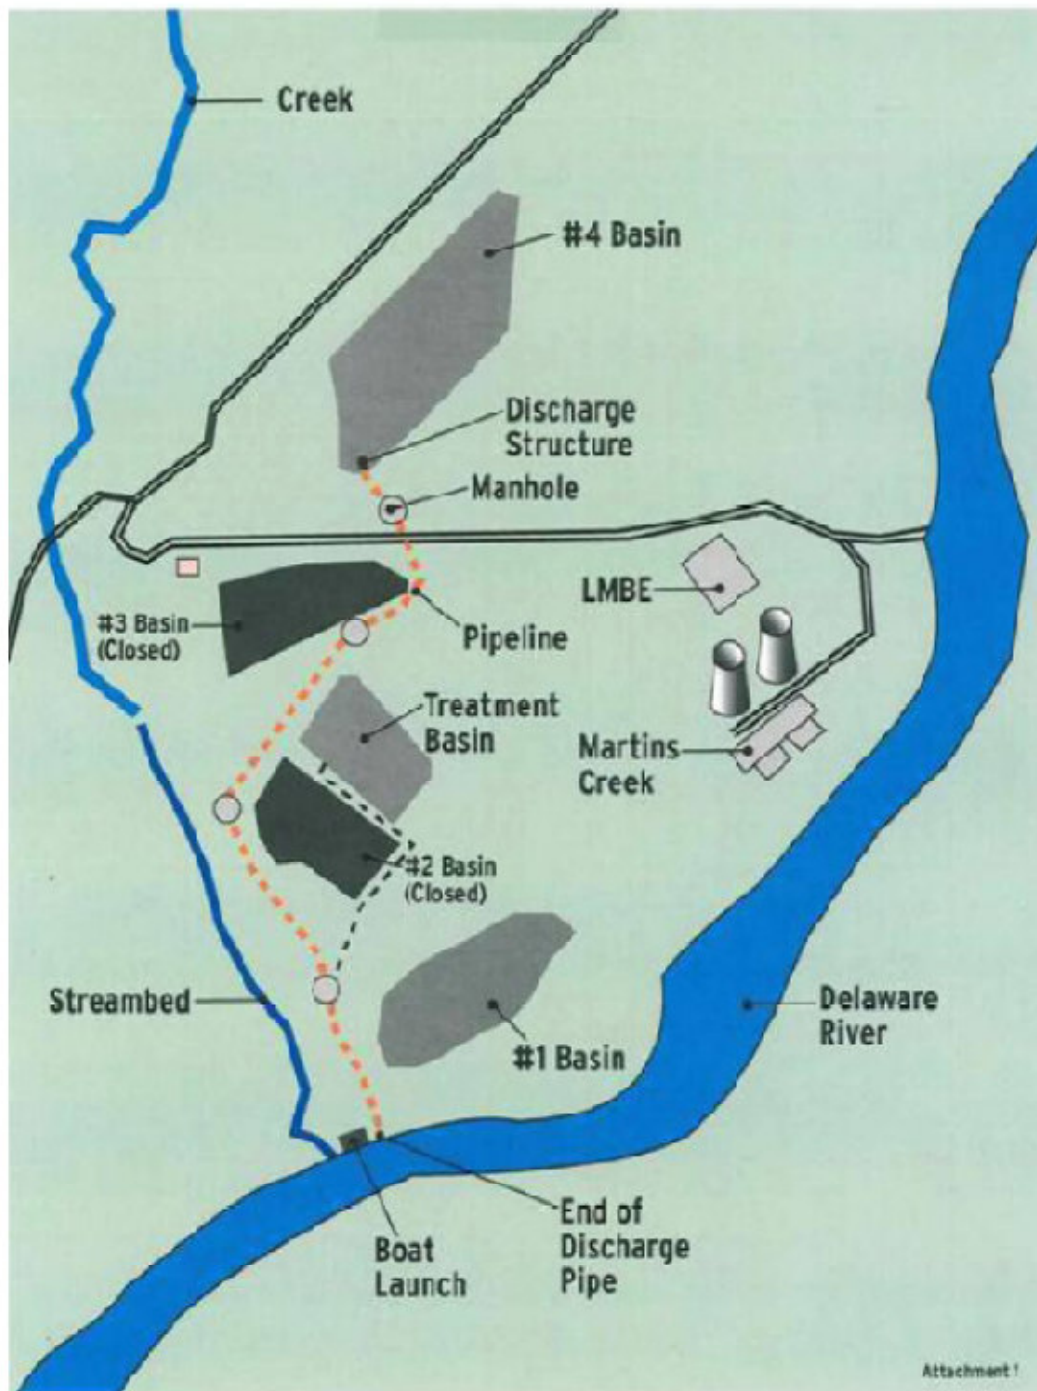 Creek
#4 Basin
Discharge
Structure
Manhole
LMBE
#3 Basin
(Closed)
Pipeline
Treatment
Basin
Martins
Creek
#2 Basin
(Closed)
Streambed
Delaware
River
#1 Basin
End of
Discharge
Pipe
Boat
Launch
Attachment